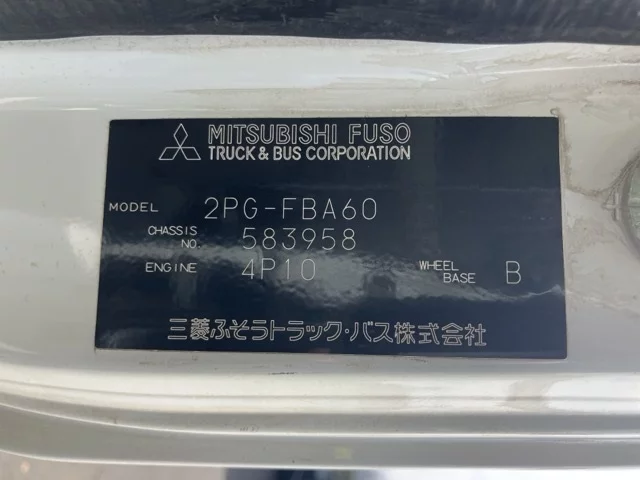 MITSUBISHI FUSO
TRUCK & BUS CORPORATION
MODEL 2PG-FBA60
CHASSIS NO. 583958
ENGINE 4P10 WHEEL BASE B
三菱ふそうトラック・バス株式会社